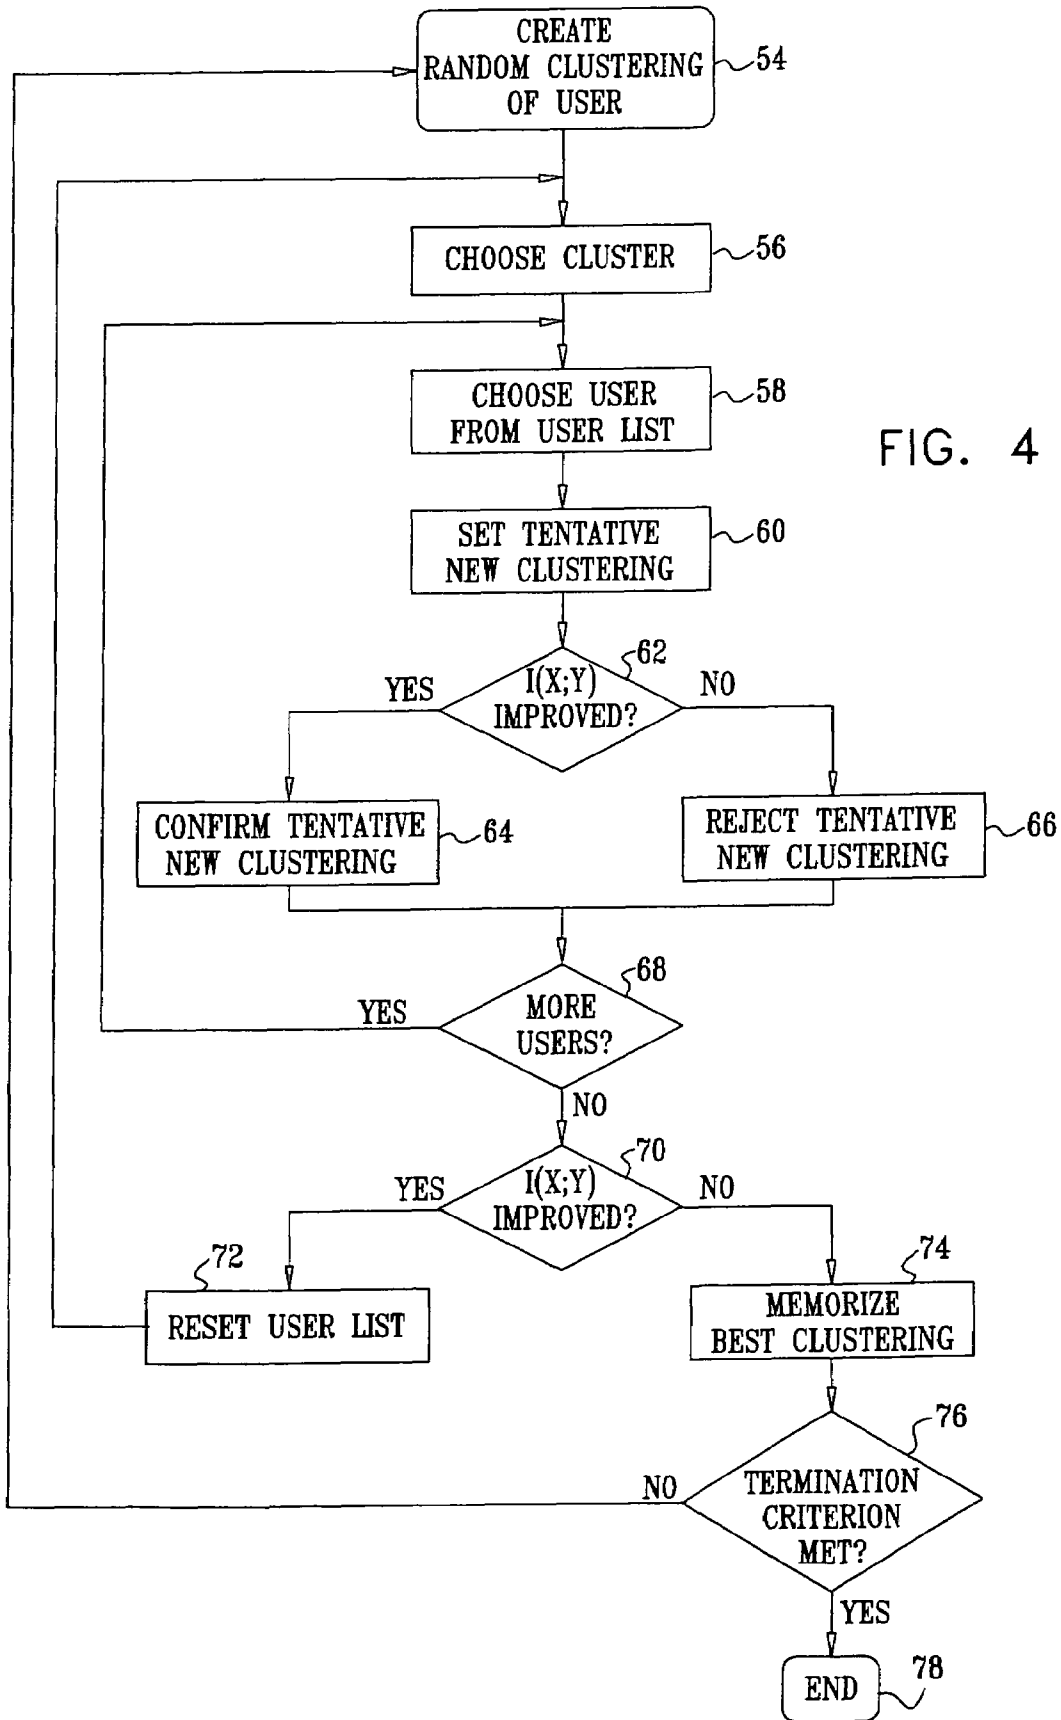 CREATE
RANDOM CLUSTERING
OF USER
54
CHOOSE CLUSTER
56
CHOOSE USER
FROM USER LIST
58
FIG. 4
SET TENTATIVE
NEW CLUSTERING
60
62
I(X;Y)
IMPROVED?
YES
NO
CONFIRM TENTATIVE
NEW CLUSTERING
64
REJECT TENTATIVE
NEW CLUSTERING
66
68
MORE
USERS?
YES
NO
70
I(X;Y)
IMPROVED?
YES
NO
72
RESET USER LIST
74
MEMORIZE
BEST CLUSTERING
76
TERMINATION
CRITERION
MET?
NO
YES
END
78